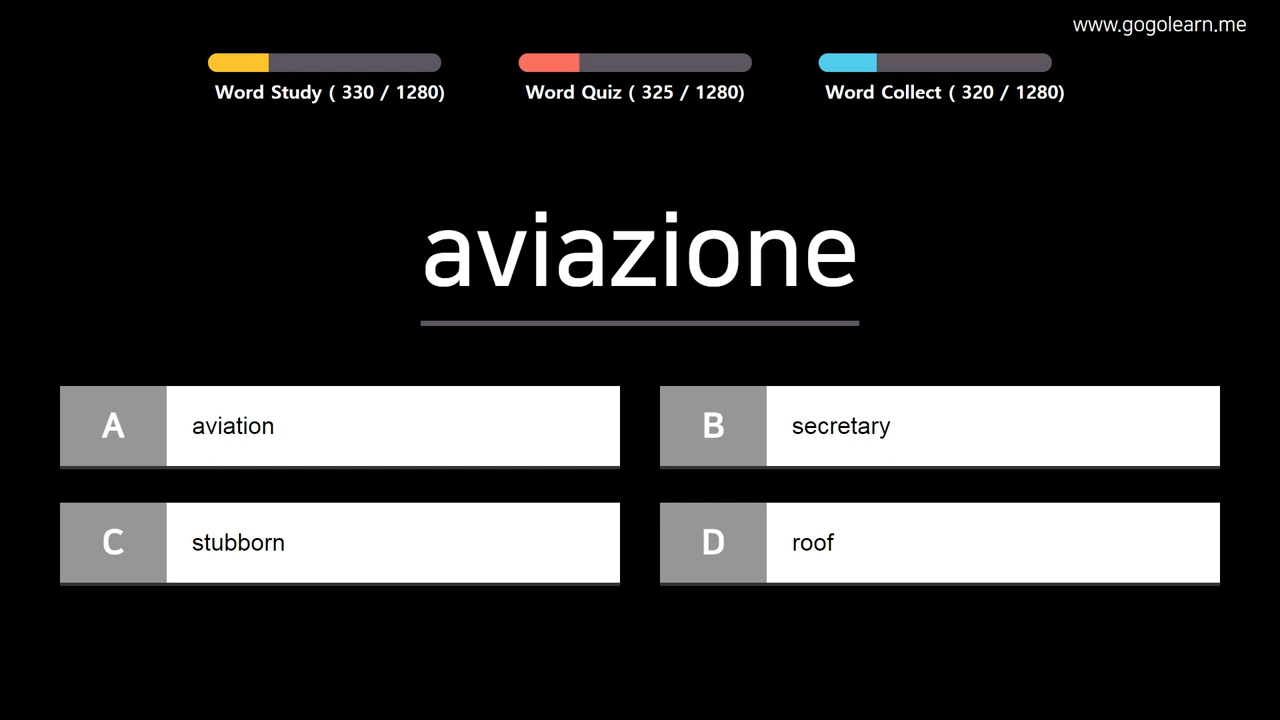 www.gogolearn.me
Word Study ( 330 / 1280)
Word Quiz ( 325 / 1280)
Word Collect ( 320 / 1280)
aviazione
A aviation
B secretary
C stubborn
D roof